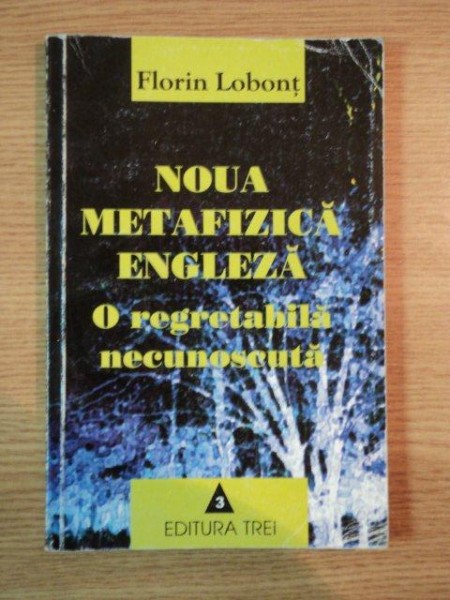 Florin Lobonț
NOUA
METAFIZICĂ
ENGLEZĂ
O regretabilă
necunoscută
3
EDITURA TREI